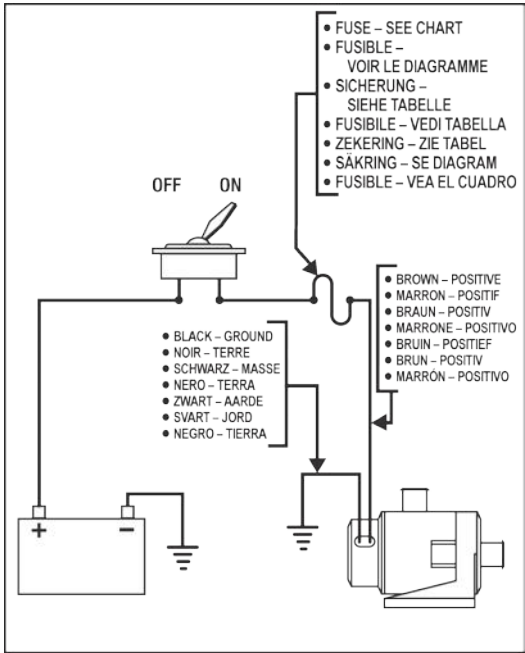 • FUSE – SEE CHART
• FUSIBLE –
VOIR LE DIAGRAMME
• SICHERUNG –
SIEHE TABELLE
• FUSIBILE – VEDI TABELLA
• ZEKERING – ZIE TABEL
• SÄKRING – SE DIAGRAM
• FUSIBLE – VEA EL CUADRO
OFF ON
• BROWN – POSITIVE
• MARRON – POSITIF
• BRAUN – POSITIV
• MARRONE – POSITIVO
• BRUIN – POSITIEF
• BRUN – POSITIV
• MARRÓN – POSITIVO
• BLACK – GROUND
• NOIR – TERRE
• SCHWARZ – MASSE
• NERO – TERRA
• ZWART – AARDE
• SVART – JORD
• NEGRO – TIERRA
+ −